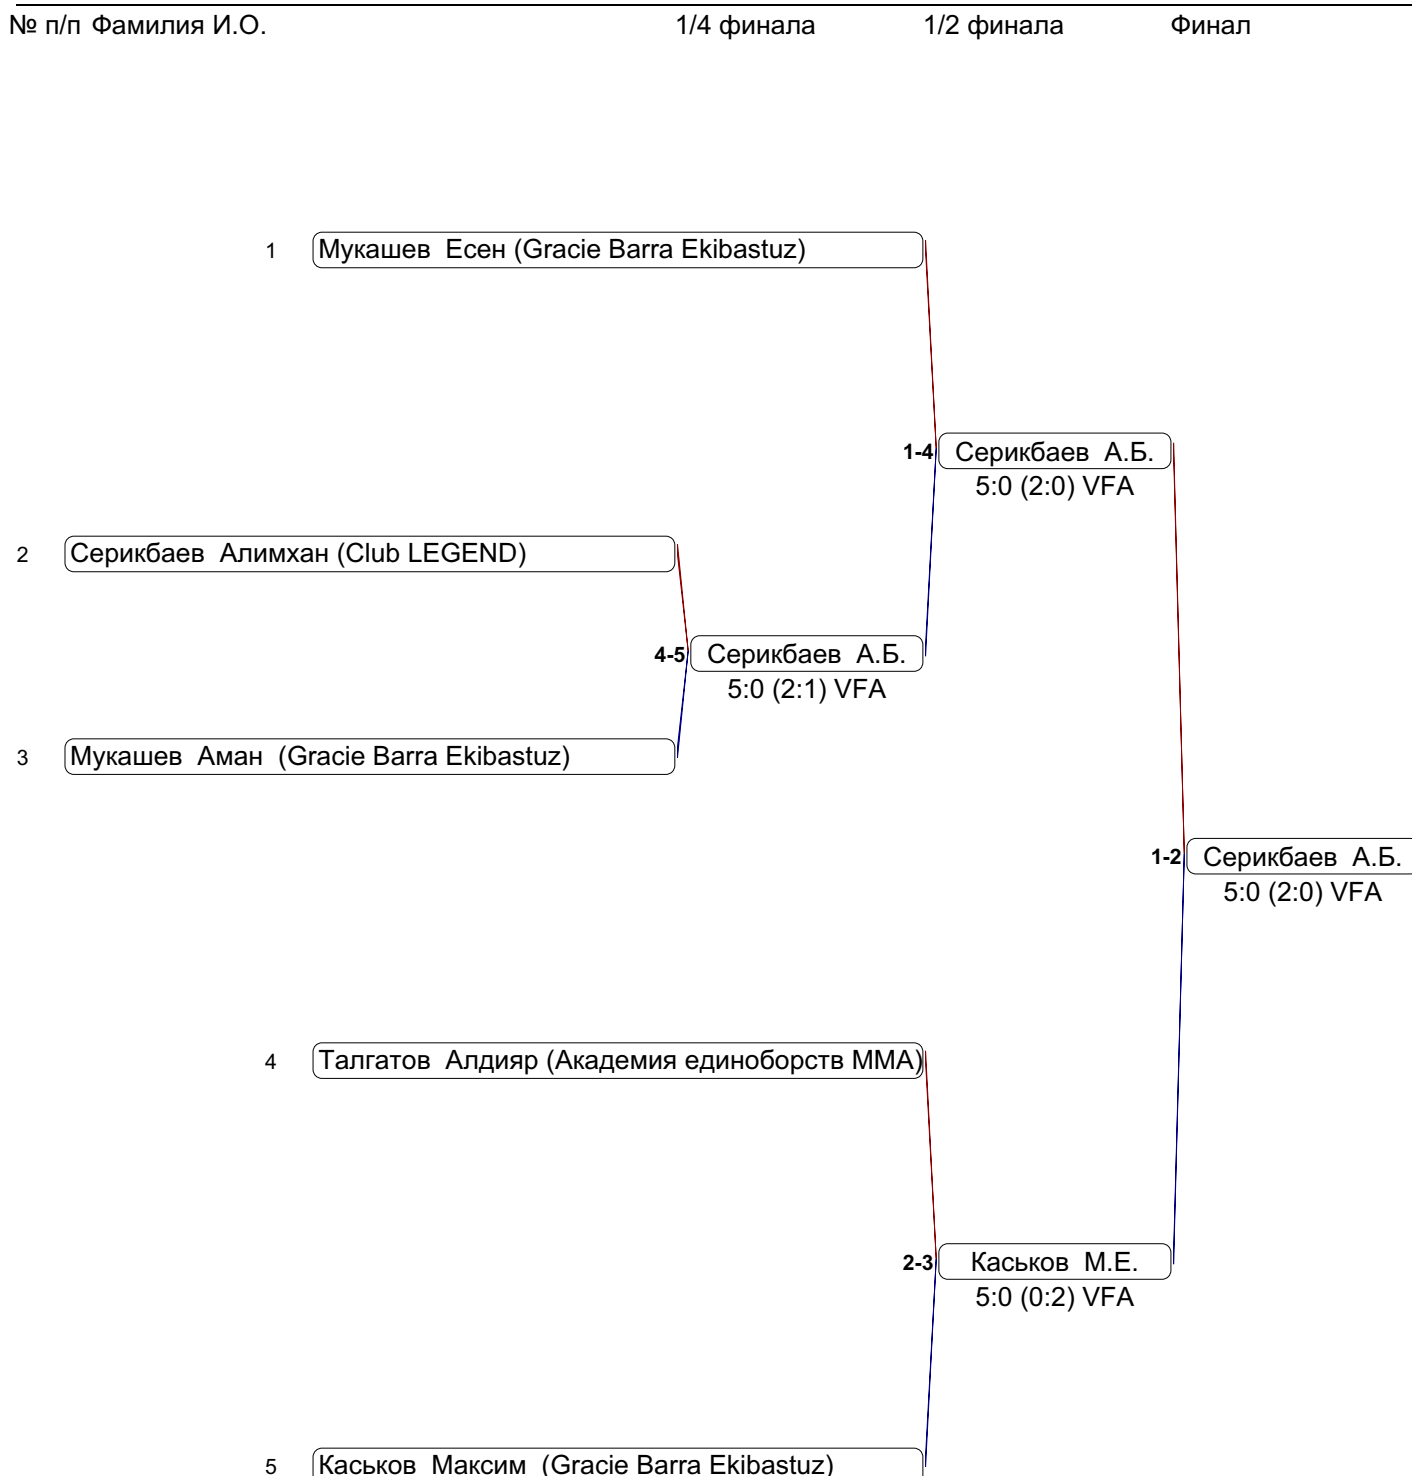 № п/п Фамилия И.О. 1/4 финала 1/2 финала Финал
1 Мукашев Есен (Gracie Barra Ekibastuz)
1-4 Серикбаев А.Б.
5:0 (2:0) VFA
2 Серикбаев Алимхан (Club LEGEND)
4-5 Серикбаев А.Б.
5:0 (2:1) VFA
3 Мукашев Аман (Gracie Barra Ekibastuz)
1-2 Серикбаев А.Б.
5:0 (2:0) VFA
4 Талгатов Алдияр (Академия единоборств ММА)
2-3 Каськов М.Е.
5:0 (0:2) VFA
5 Каськов Максим (Gracie Barra Ekibastuz)